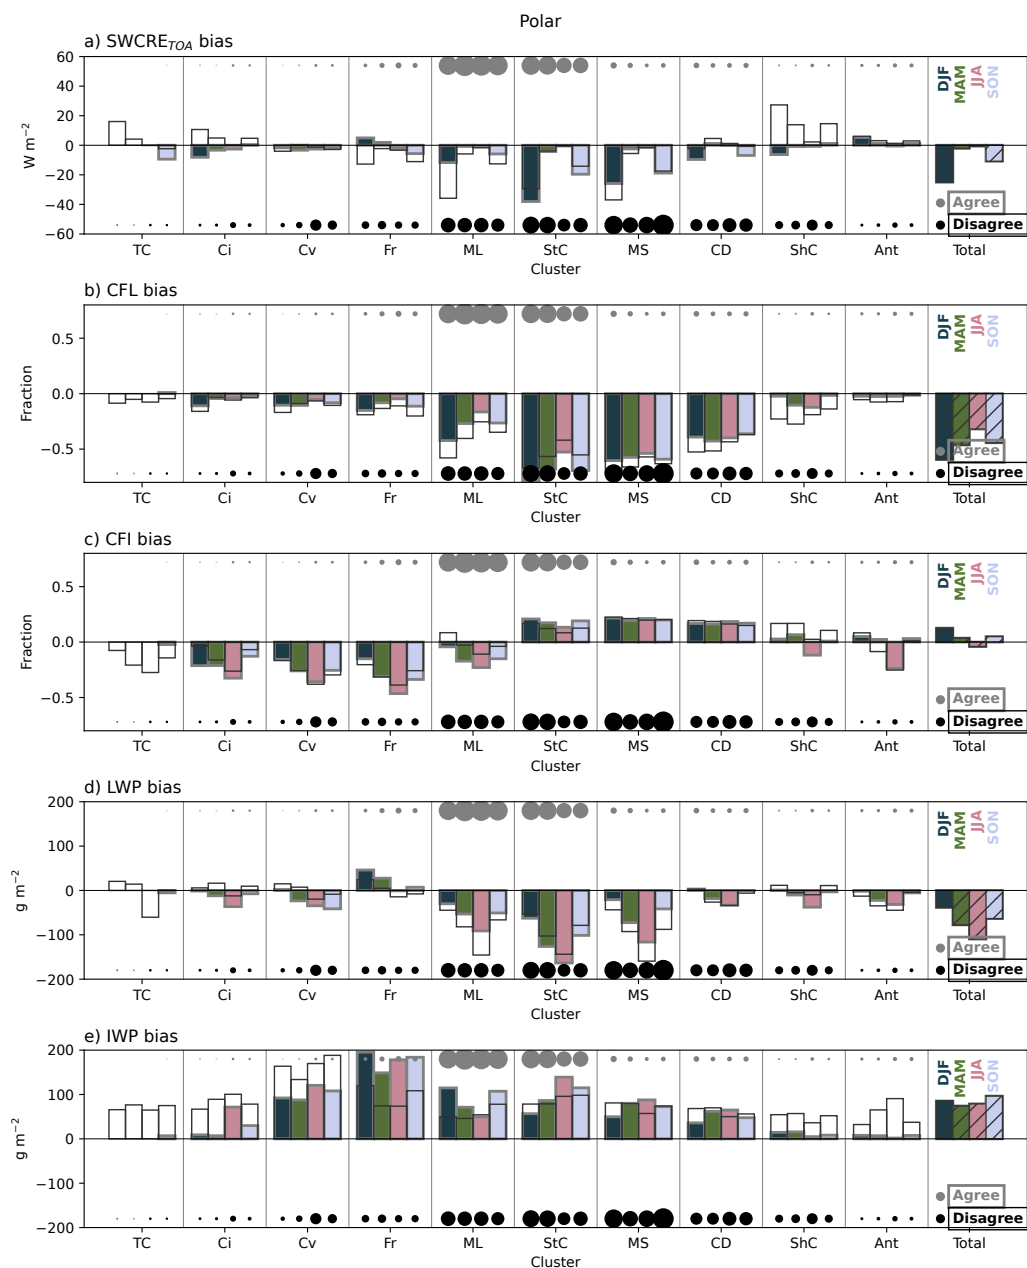 Polar
a) SWCRE_TOA bias
60
40
20
0
−20
−40
−60
W m⁻²
DJF
MAM
JJA
SON
Agree
Disagree
TC Ci Cv Fr ML StC MS CD ShC Ant Total
Cluster
b) CFL bias
0.5
0.0
−0.5
Fraction
DJF
MAM
JJA
SON
Agree
Disagree
TC Ci Cv Fr ML StC MS CD ShC Ant Total
Cluster
c) CFI bias
0.5
0.0
−0.5
Fraction
DJF
MAM
JJA
SON
Agree
Disagree
TC Ci Cv Fr ML StC MS CD ShC Ant Total
Cluster
d) LWP bias
200
100
0
−100
−200
g m⁻²
DJF
MAM
JJA
SON
Agree
Disagree
TC Ci Cv Fr ML StC MS CD ShC Ant Total
Cluster
e) IWP bias
200
100
0
−100
−200
g m⁻²
DJF
MAM
JJA
SON
Agree
Disagree
TC Ci Cv Fr ML StC MS CD ShC Ant Total
Cluster